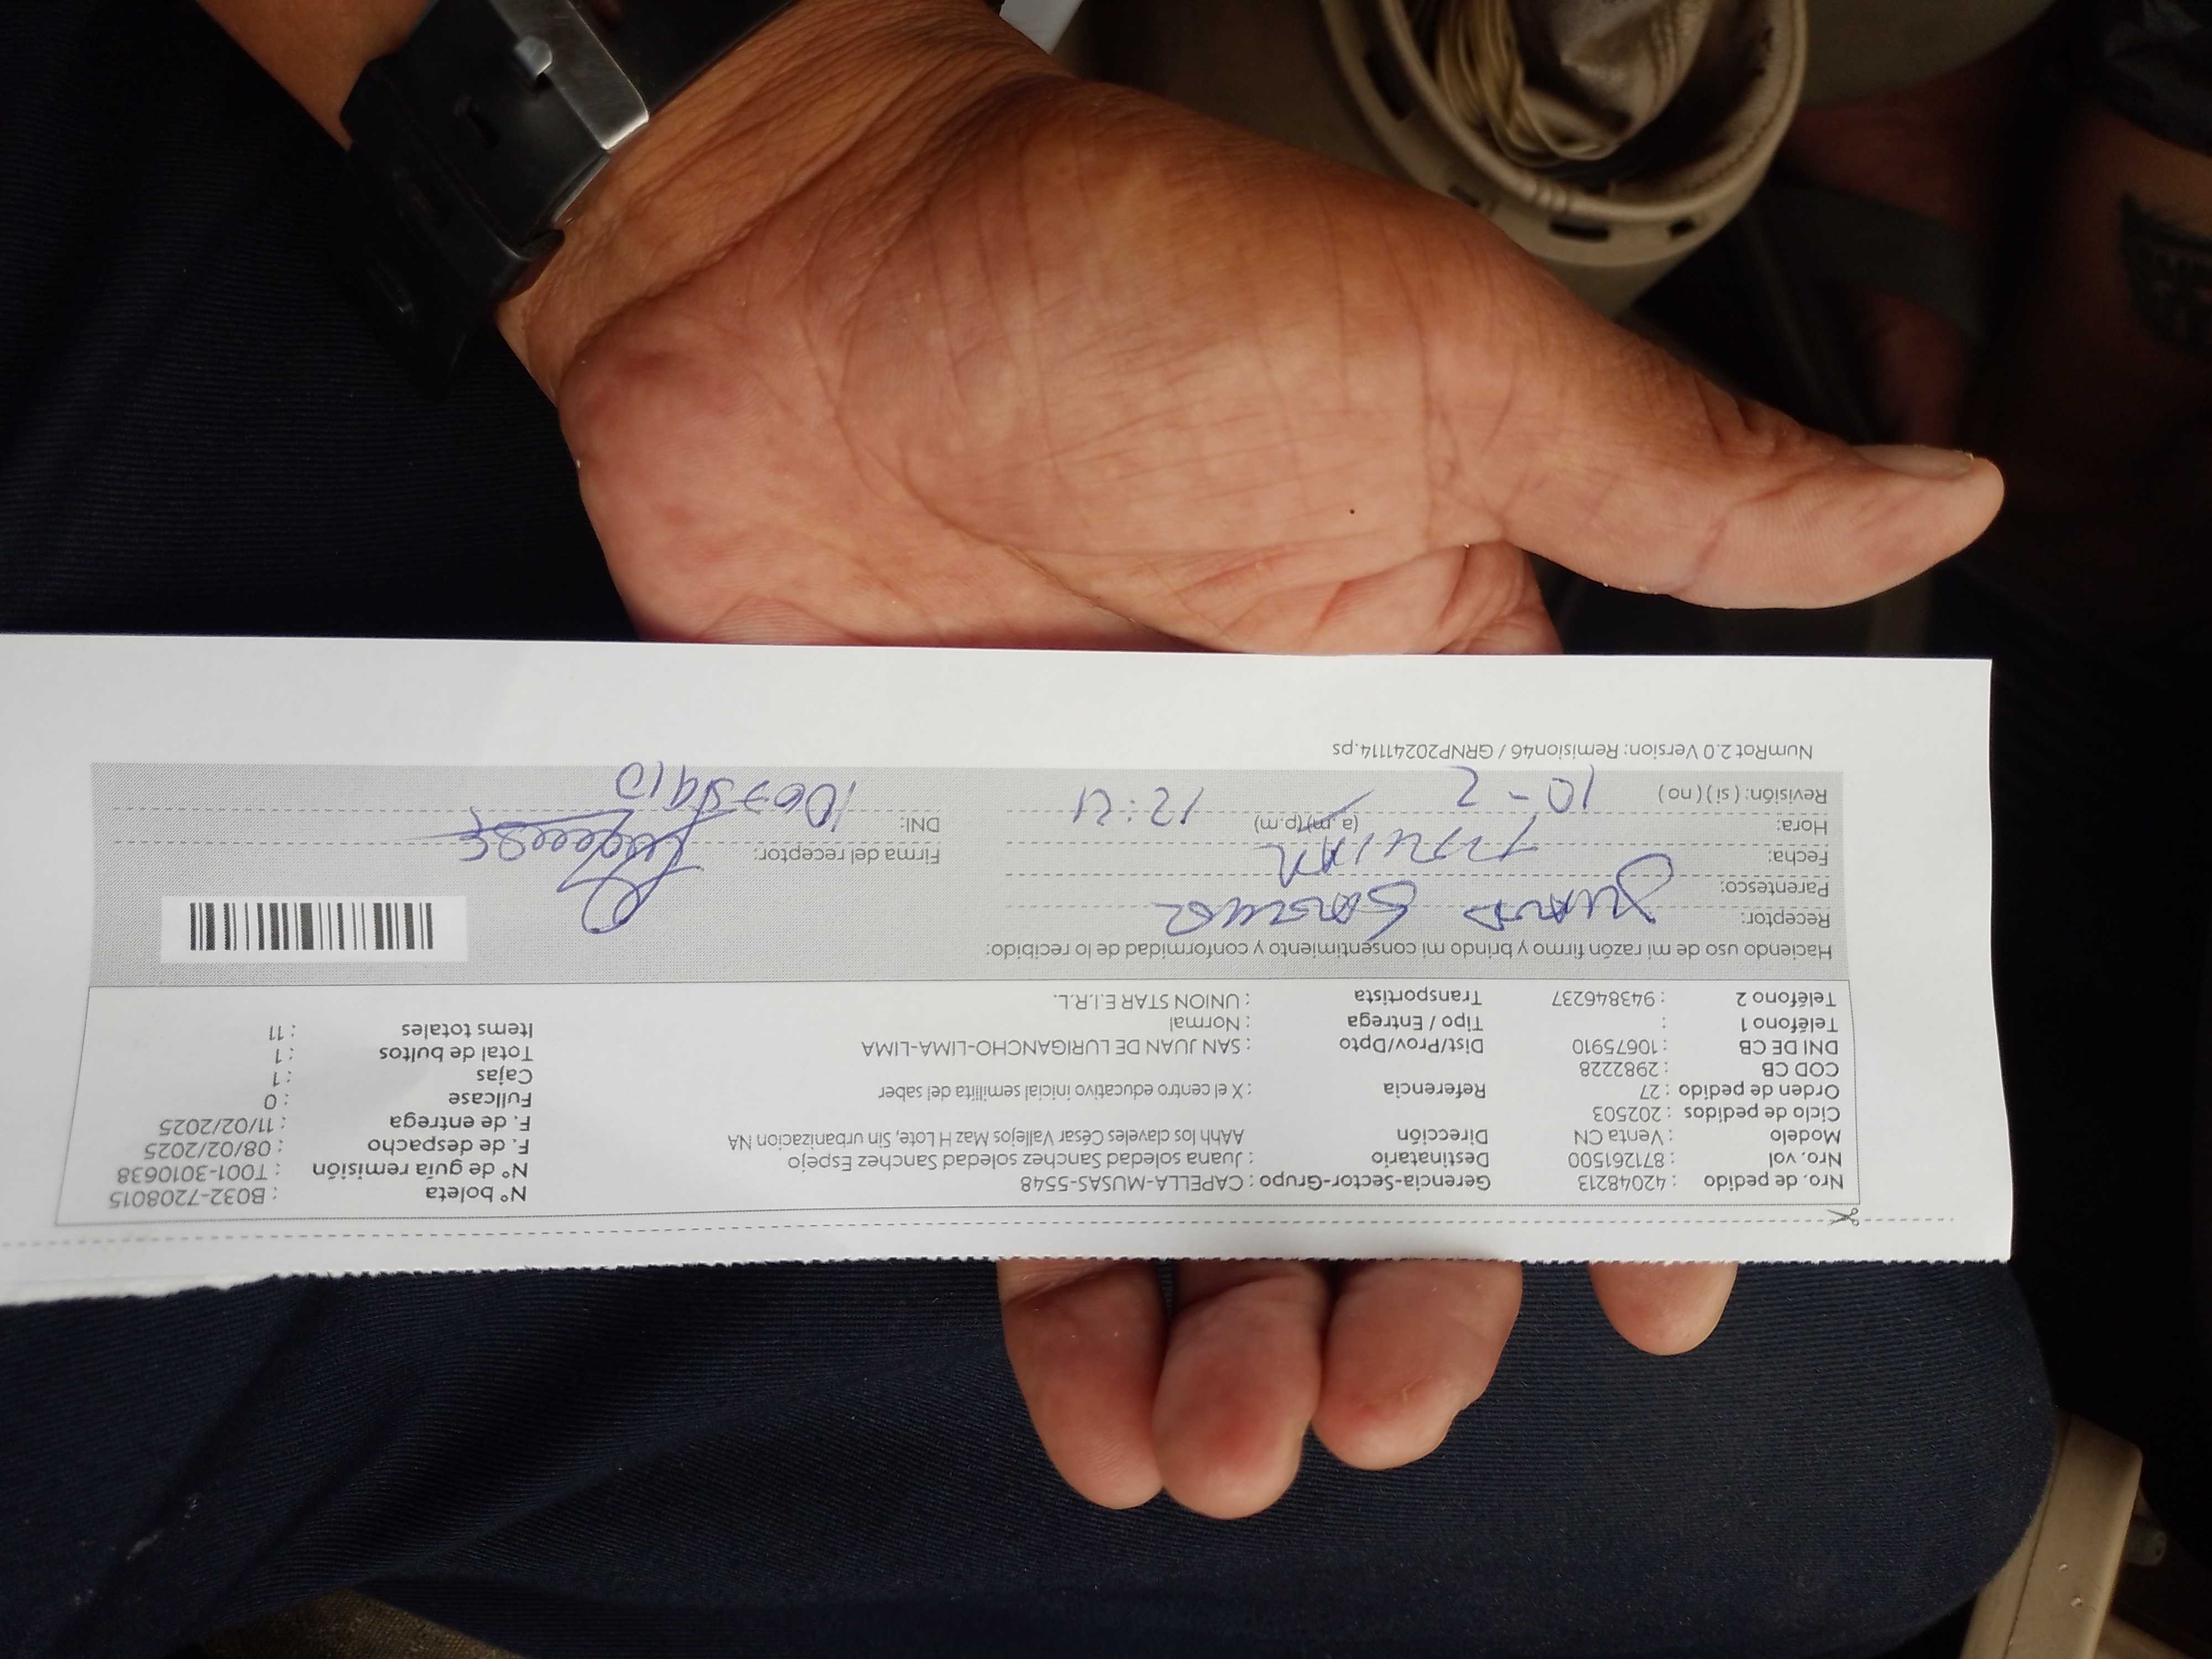 Nro. de pedido : 42048213 Gerencia-Sector-Grupo : CAPELLA-MUSAS-5548 N° boleta : B032-7208015
Nro. vol : 871261500 Destinatario : Juana soledad Sanchez soledad Sanchez Espejo N° de guía remisión : T001-3010638
Modelo : Venta CN Dirección AAhh los claveles César Vallejos Maz H Lote, Sin urbanizacion NA F. de despacho : 08/02/2025
Ciclo de pedidos : 202503 F. de entrega : 11/02/2025
Orden de pedido : 27 Referencia : X el centro educativo inicial semillita del saber Fullcase : 0
COD CB : 2982228 Cajas : 1
DNI DE CB : 10675910 Dist/Prov/Dpto : SAN JUAN DE LURIGANCHO-LIMA-LIMA Total de bultos : 1
Teléfono 1 : Tipo / Entrega : Normal Items totales : 11
Teléfono 2 : 943846237 Transportista : UNION STAR E.I.R.L.
Haciendo uso de mi razón firmo y brindo mi consentimiento y conformidad de lo recibido:
Receptor: Juana Sanchez
Parentesco:
Fecha: Firma del receptor:
Hora: (a.m)/(p.m) 12:21 DNI: 10675910
Revisión: ( si ) ( no ) 10-2
NumRot 2.0 Version: Remision46 / GRNP20241114.ps